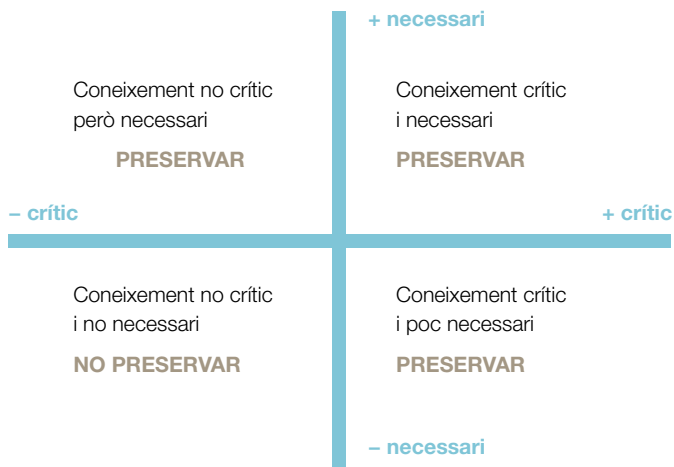 + necessari
Coneixement no crític
però necessari
PRESERVAR
Coneixement crític
i necessari
PRESERVAR
– crític
+ crític
Coneixement no crític
i no necessari
NO PRESERVAR
Coneixement crític
i poc necessari
PRESERVAR
– necessari